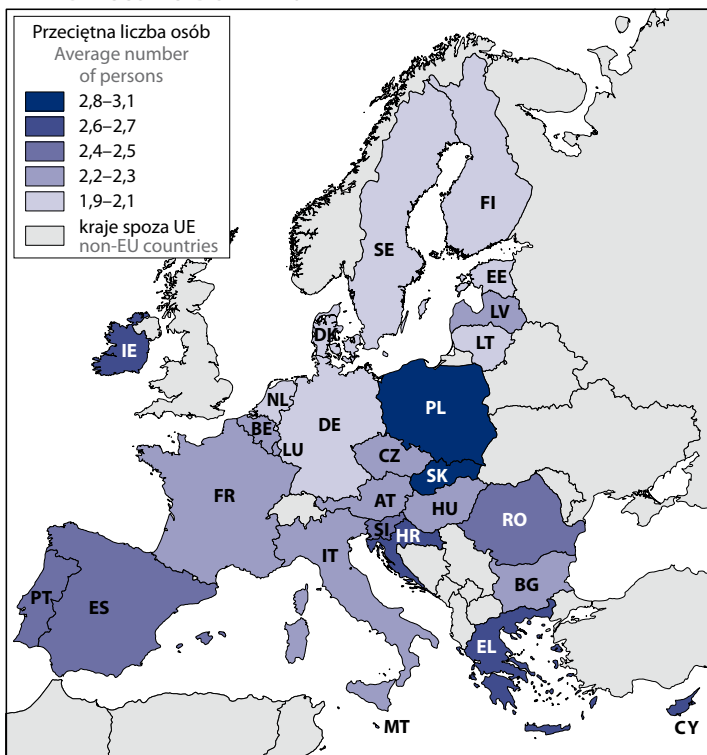 Przeciętna liczba osób
Average number
of persons
2,8–3,1
2,6–2,7
2,4–2,5
2,2–2,3
1,9–2,1
kraje spoza UE
non-EU countries
FI
SE
EE
LV
DK
LT
IE
NL
PL
BE
DE
LU
CZ
SK
FR
AT
HU
RO
SI
HR
IT
BG
PT
ES
EL
MT
CY